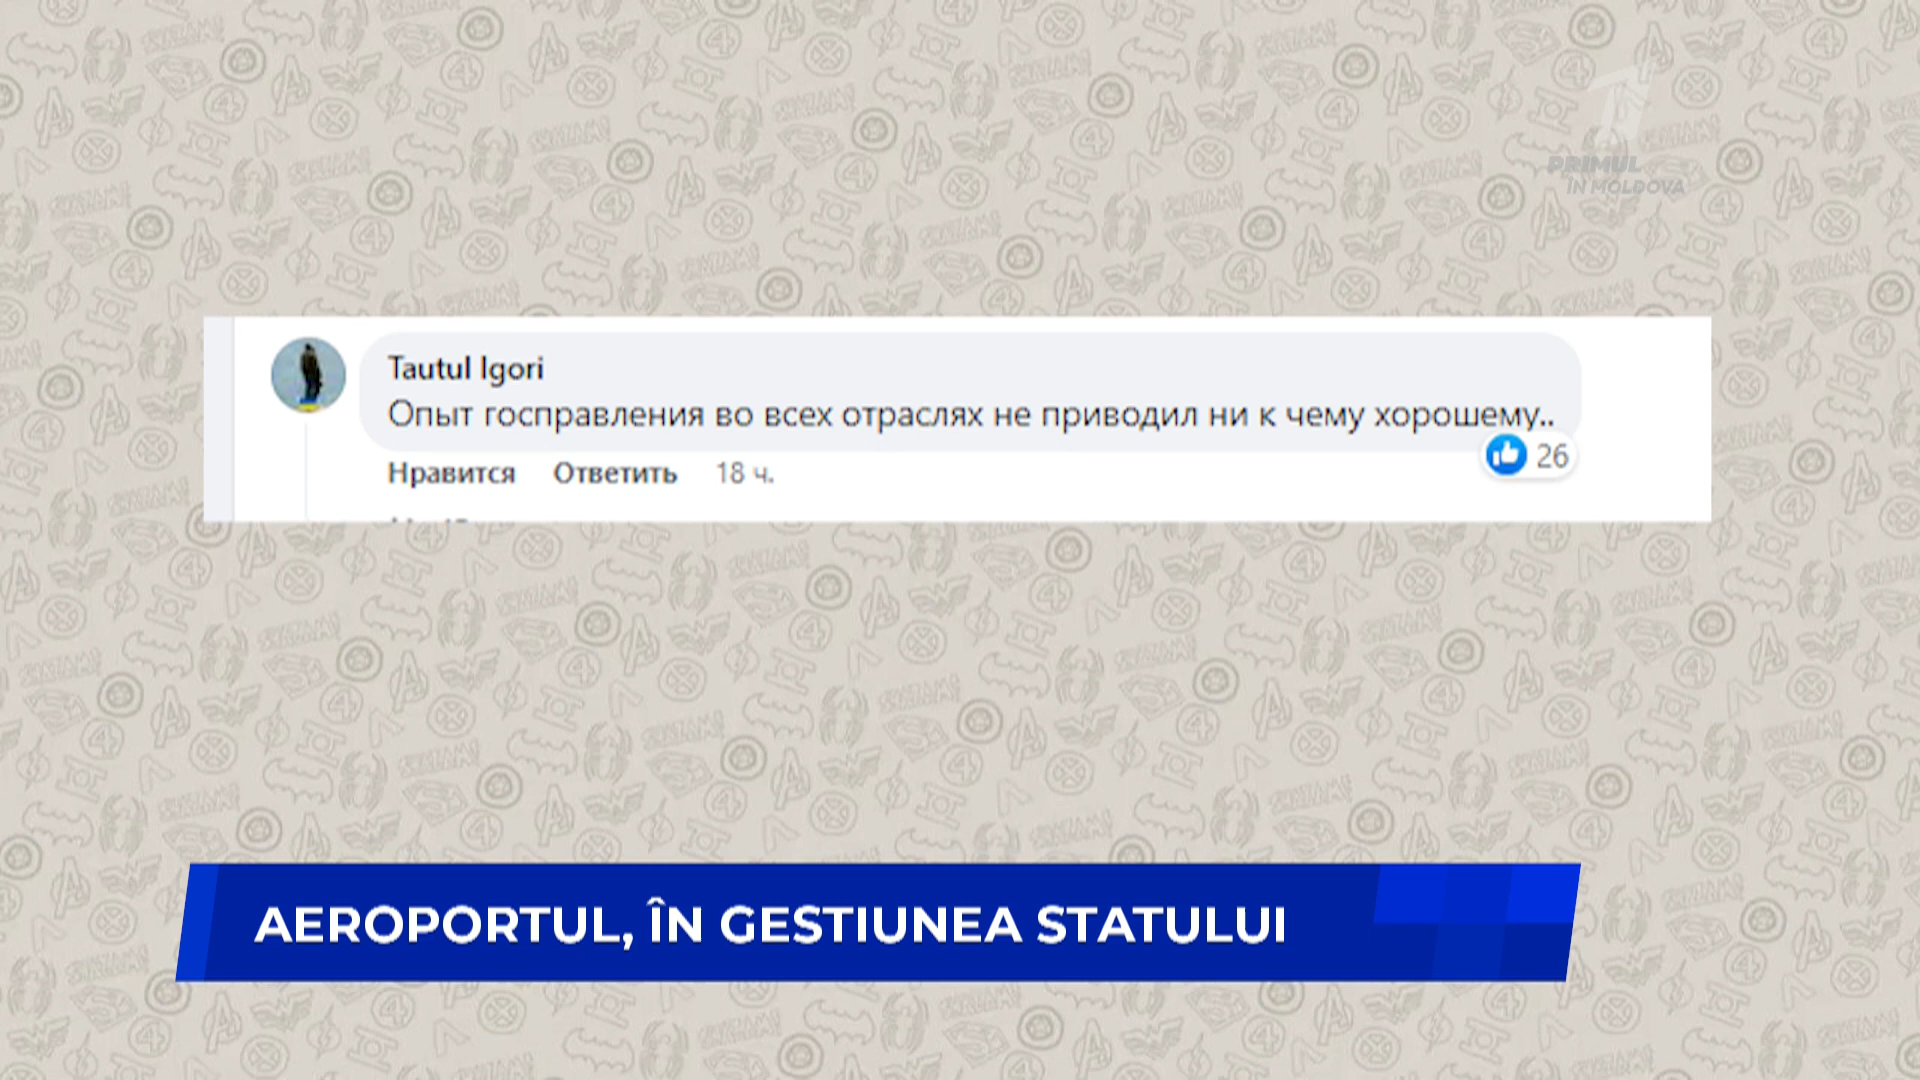 PRIMUL
ÎN MOLDOVA
Tautul Igori
Опыт госправления во всех отраслях не приводил ни к чему хорошему..
26
Нравится Ответить 18 ч.
AEROPORTUL, ÎN GESTIUNEA STATULUI